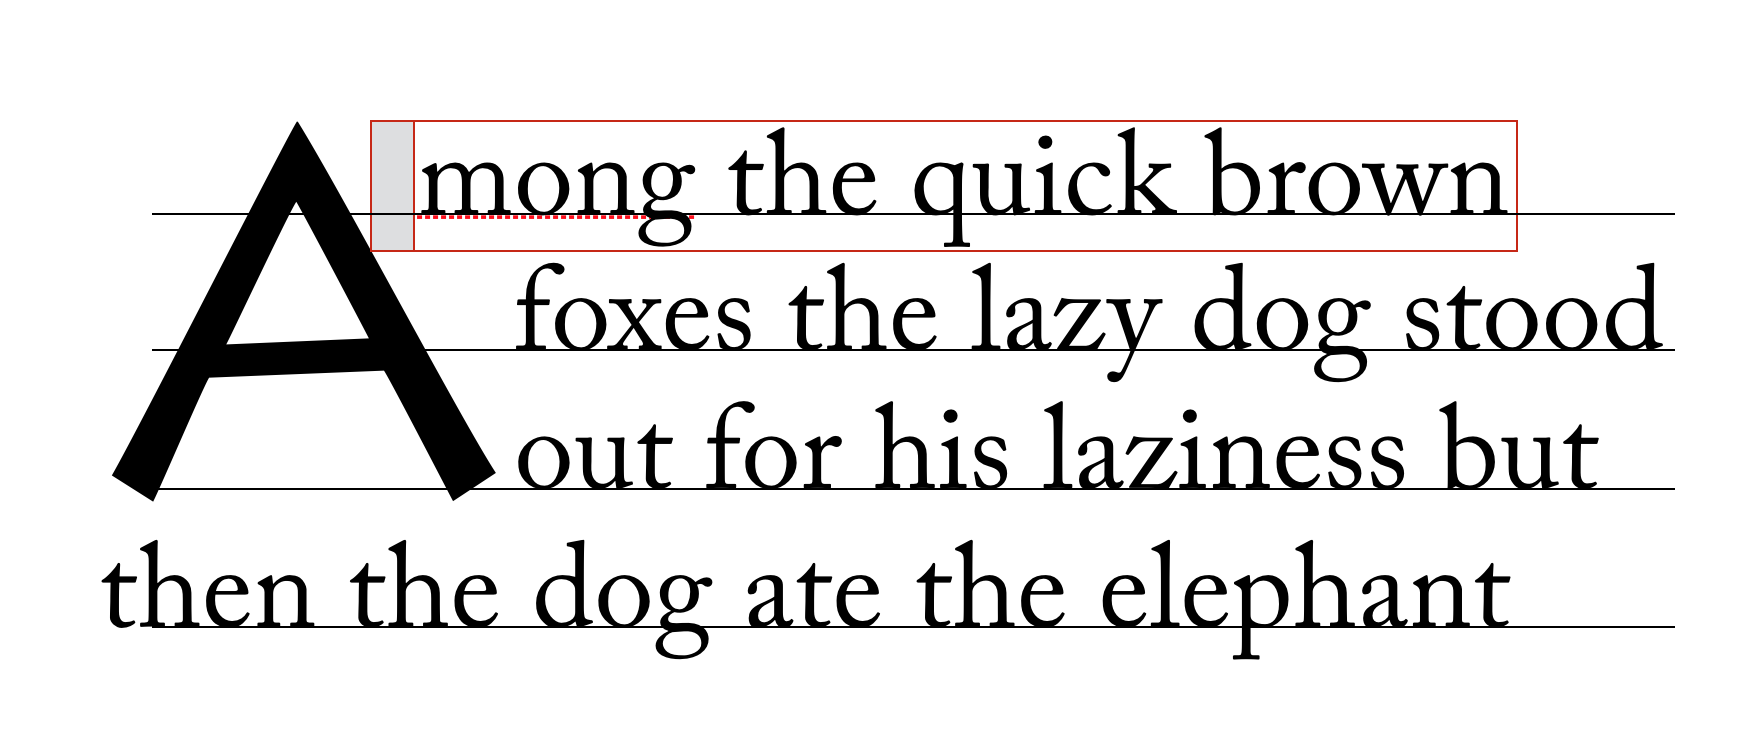 Among the quick brown
foxes the lazy dog stood
out for his laziness but
then the dog ate the elephant